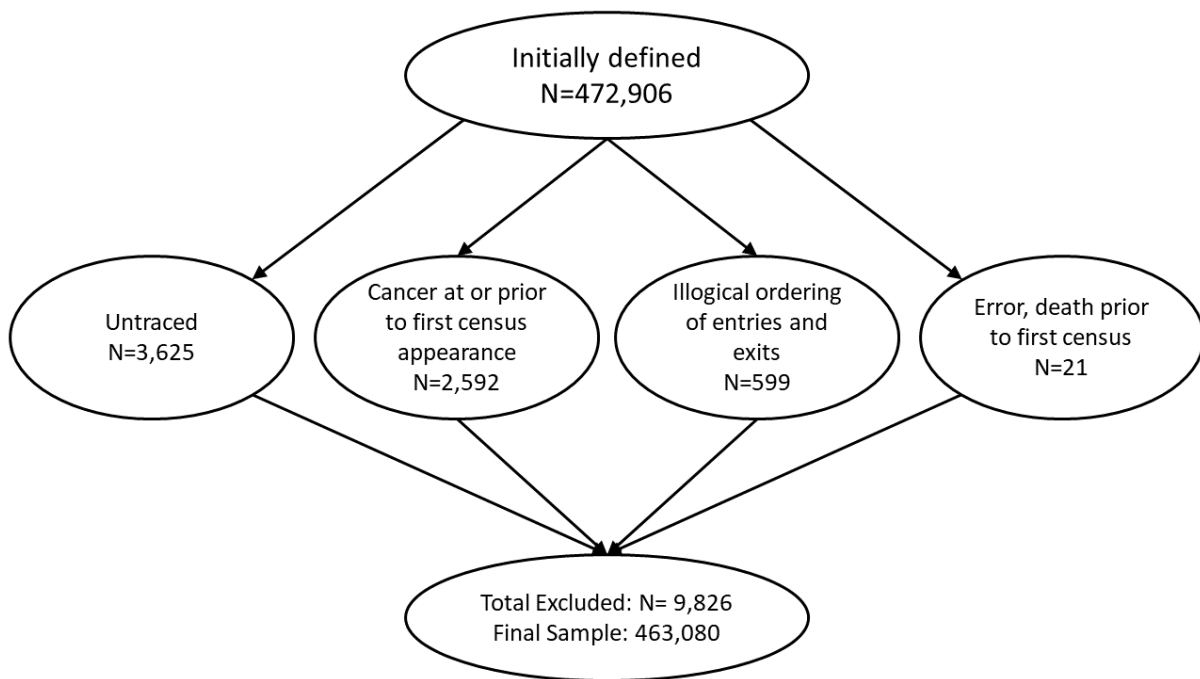 Initially defined
N=472,906
Untraced
N=3,625
Cancer at or prior
to first census
appearance
N=2,592
Illogical ordering
of entries and
exits
N=599
Error, death prior
to first census
N=21
Total Excluded: N= 9,826
Final Sample: 463,080